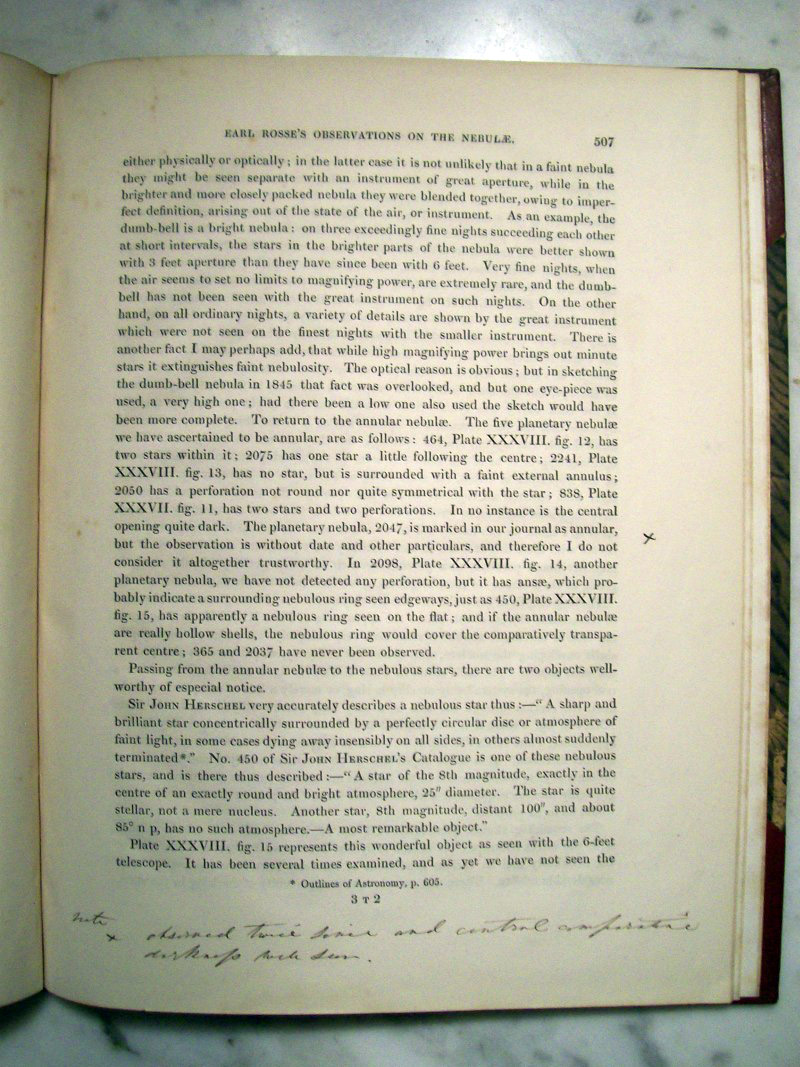 EARL ROSSE'S OBSERVATIONS ON THE NEBULÆ. 507
either physically or optically; in the latter case it is not unlikely that in a faint nebula
they might be seen separate with an instrument of great aperture, while in the
brighter and more closely packed nebula they were blended together, owing to imper-
fect definition, arising out of the state of the air, or instrument. As an example, the
dumb-bell is a bright nebula: on three exceedingly fine nights succeeding each other
at short intervals, the stars in the brighter parts of the nebula were better shown
with 3 feet aperture than they have since been with 6 feet. Very fine nights, when
the air seems to set no limits to magnifying power, are extremely rare, and the dumb-
bell has not been seen with the great instrument on such nights. On the other
hand, on all ordinary nights, a variety of details are shown by the great instrument
which were not seen on the finest nights with the smaller instrument. There is
another fact I may perhaps add, that while high magnifying power brings out minute
stars it extinguishes faint nebulosity. The optical reason is obvious; but in sketching
the dumb-bell nebula in 1845 that fact was overlooked, and but one eye-piece was
used, a very high one; had there been a low one also used the sketch would have
been more complete. To return to the annular nebulæ. The five planetary nebulæ
we have ascertained to be annular, are as follows: 464, Plate XXXVIII. fig. 12, has
two stars within it; 2075 has one star a little following the centre; 2241, Plate
XXXVIII. fig. 13, has no star, but is surrounded with a faint external annulus;
2050 has a perforation not round nor quite symmetrical with the star; 838, Plate
XXXVII. fig. 11, has two stars and two perforations. In no instance is the central
opening quite dark. The planetary nebula, 2047, is marked in our journal as annular,
but the observation is without date and other particulars, and therefore I do not ×
consider it altogether trustworthy. In 2098, Plate XXXVIII. fig. 14, another
planetary nebula, we have not detected any perforation, but it has ansæ, which pro-
bably indicate a surrounding nebulous ring seen edgeways, just as 450, Plate XXXVIII.
fig. 15, has apparently a nebulous ring seen on the flat; and if the annular nebulæ
are really hollow shells, the nebulous ring would cover the comparatively transpa-
rent centre; 365 and 2037 have never been observed.
Passing from the annular nebulæ to the nebulous stars, there are two objects well-
worthy of especial notice.
Sir JOHN HERSCHEL very accurately describes a nebulous star thus:—“A sharp and
brilliant star concentrically surrounded by a perfectly circular disc or atmosphere of
faint light, in some cases dying away insensibly on all sides, in others almost suddenly
terminated*.” No. 450 of Sir JOHN HERSCHEL's Catalogue is one of these nebulous
stars, and is there thus described:—“A star of the 8th magnitude, exactly in the
centre of an exactly round and bright atmosphere, 25″ diameter. The star is quite
stellar, not a mere nucleus. Another star, 8th magnitude, distant 100″, and about
85° n p, has no such atmosphere.—A most remarkable object.”
Plate XXXVIII. fig. 15 represents this wonderful object as seen with the 6-feet
telescope. It has been several times examined, and as yet we have not seen the
* Outlines of Astronomy, p. 605.
3 T 2
note
× observed twice since and central comparative
darkness well seen.